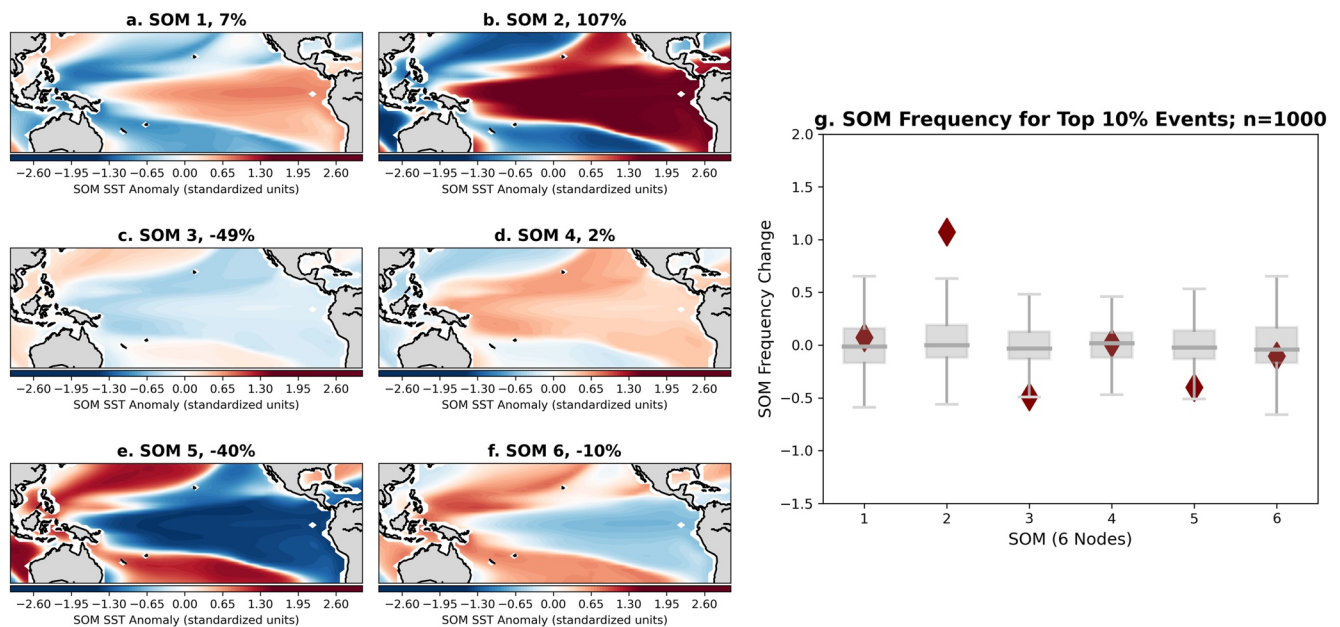 a. SOM 1, 7%
−2.60 −1.95 −1.30 −0.65 0.00 0.65 1.30 1.95 2.60
SOM SST Anomaly (standardized units)
b. SOM 2, 107%
−2.60 −1.95 −1.30 −0.65 0.00 0.65 1.30 1.95 2.60
SOM SST Anomaly (standardized units)
c. SOM 3, -49%
−2.60 −1.95 −1.30 −0.65 0.00 0.65 1.30 1.95 2.60
SOM SST Anomaly (standardized units)
d. SOM 4, 2%
−2.60 −1.95 −1.30 −0.65 0.00 0.65 1.30 1.95 2.60
SOM SST Anomaly (standardized units)
e. SOM 5, -40%
−2.60 −1.95 −1.30 −0.65 0.00 0.65 1.30 1.95 2.60
SOM SST Anomaly (standardized units)
f. SOM 6, -10%
−2.60 −1.95 −1.30 −0.65 0.00 0.65 1.30 1.95 2.60
SOM SST Anomaly (standardized units)
g. SOM Frequency for Top 10% Events; n=1000
SOM Frequency Change
2.0
1.5
1.0
0.5
0.0
−0.5
−1.0
−1.5
1 2 3 4 5 6
SOM (6 Nodes)